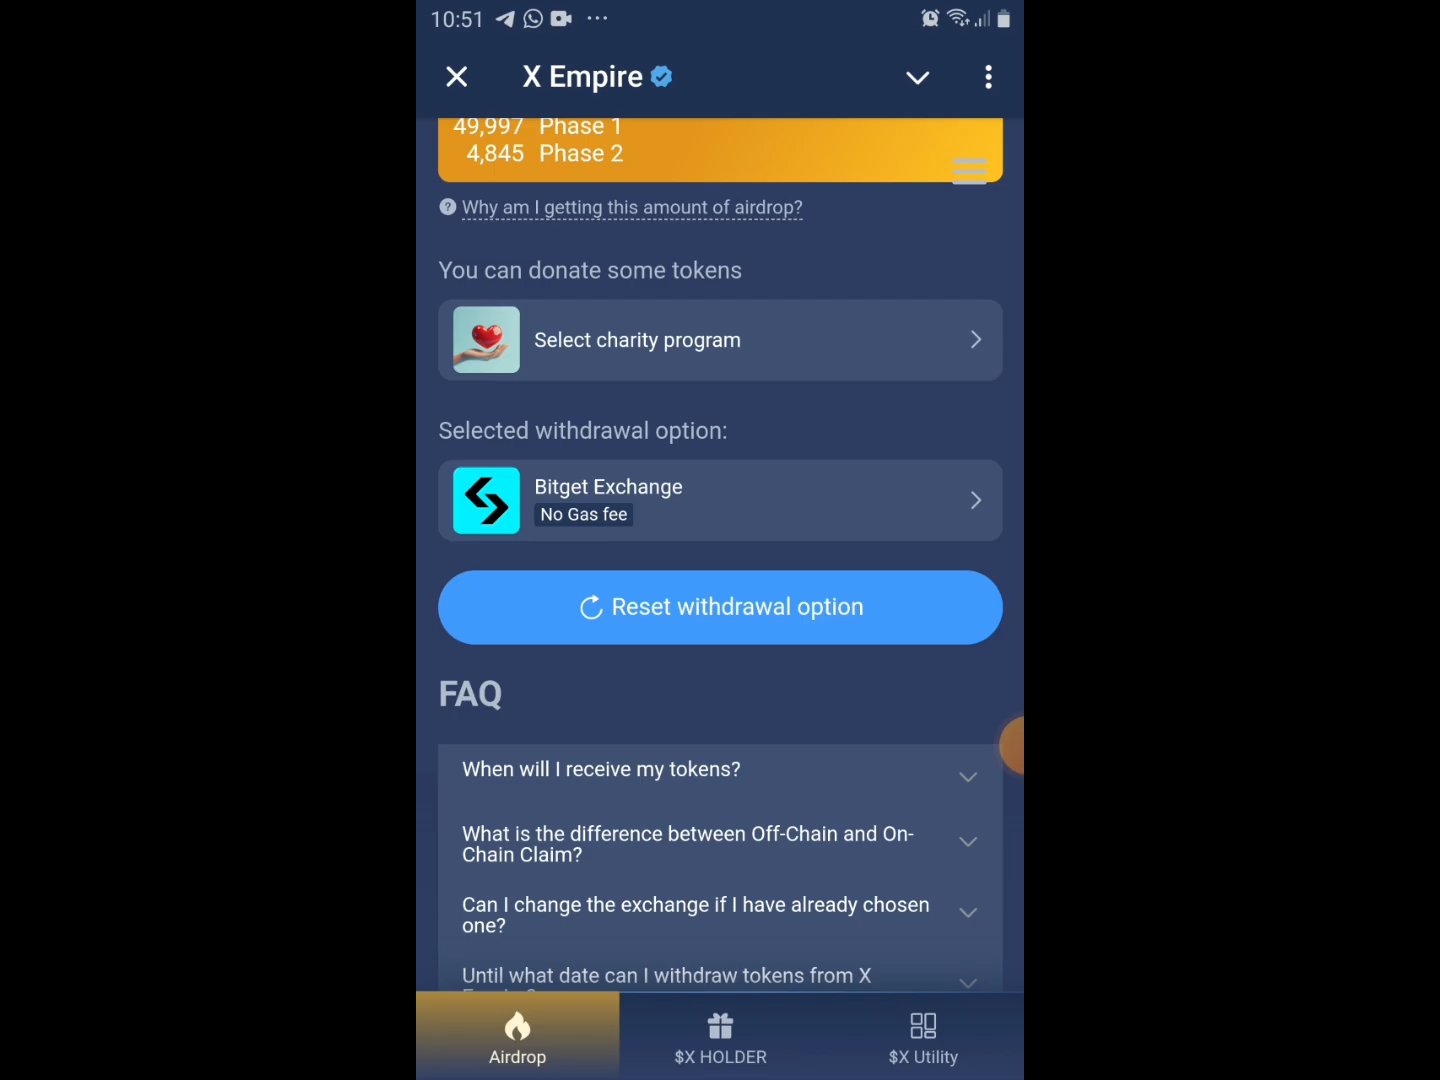 10:51
X Empire
49,997 Phase 1
4,845 Phase 2
Why am I getting this amount of airdrop?
You can donate some tokens
Select charity program
Selected withdrawal option:
Bitget Exchange
No Gas fee
Reset withdrawal option
FAQ
When will I receive my tokens?
What is the difference between Off-Chain and On-
Chain Claim?
Can I change the exchange if I have already chosen
one?
Until what date can I withdraw tokens from X
Airdrop
$X HOLDER
$X Utility